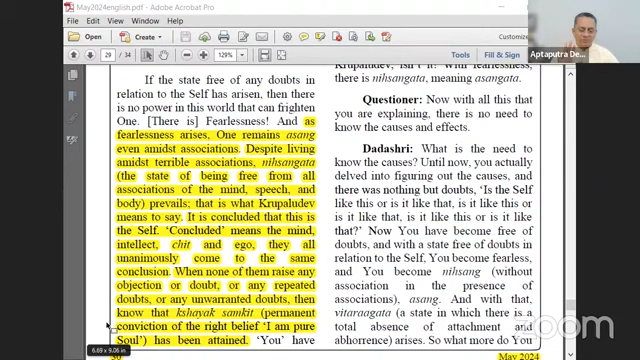 May2024english.pdf - Adobe Acrobat Pro
File Edit View Window Help
Open Create Customize
29 / 34 129% Tools Fill & Sign
If the state free of any doubts in
relation to the Self has arisen, then there
is no power in this world that can frighten
One. [There is] Fearlessness! And as
fearlessness arises, One remains asang
even amidst associations. Despite living
amidst terrible associations, nihsangata
(the state of being free from all
associations of the mind, speech, and
body) prevails; that is what Krupaludev
means to say. It is concluded that this is
the Self. 'Concluded' means the mind,
intellect, chit and ego, they all
unanimously come to the same
conclusion. When none of them raise any
objection or doubt, or any repeated
doubts, or any unwarranted doubts, then
know that kshayak samkit (permanent
conviction of the right belief 'I am pure
Soul') has been attained. 'You' have
6.69 x 9.06 in
Krupaludev, isn't it? With fearlessness,
there is nihsangata, meaning asangata.
Questioner: Now with all this that
you are explaining, there is no need to
know the causes and effects.
Dadashri: What is the need to
know the causes? Until now, you actually
delved into figuring out the causes, and
there was nothing but doubts, 'Is the Self
like this or is it like that, is it like this or
is it like that, is it like this or is it like
that?' Now You have become free of
doubts, and with a state free of doubts in
relation to the Self, You become fearless,
and You become nihsang (without
association in the presence of
associations), asang. And with that,
vitaraagata (a state in which there is a
total absence of attachment and
abhorrence) arises. So what more do You
May 2024
Aptaputra De...
LIVE
zoom